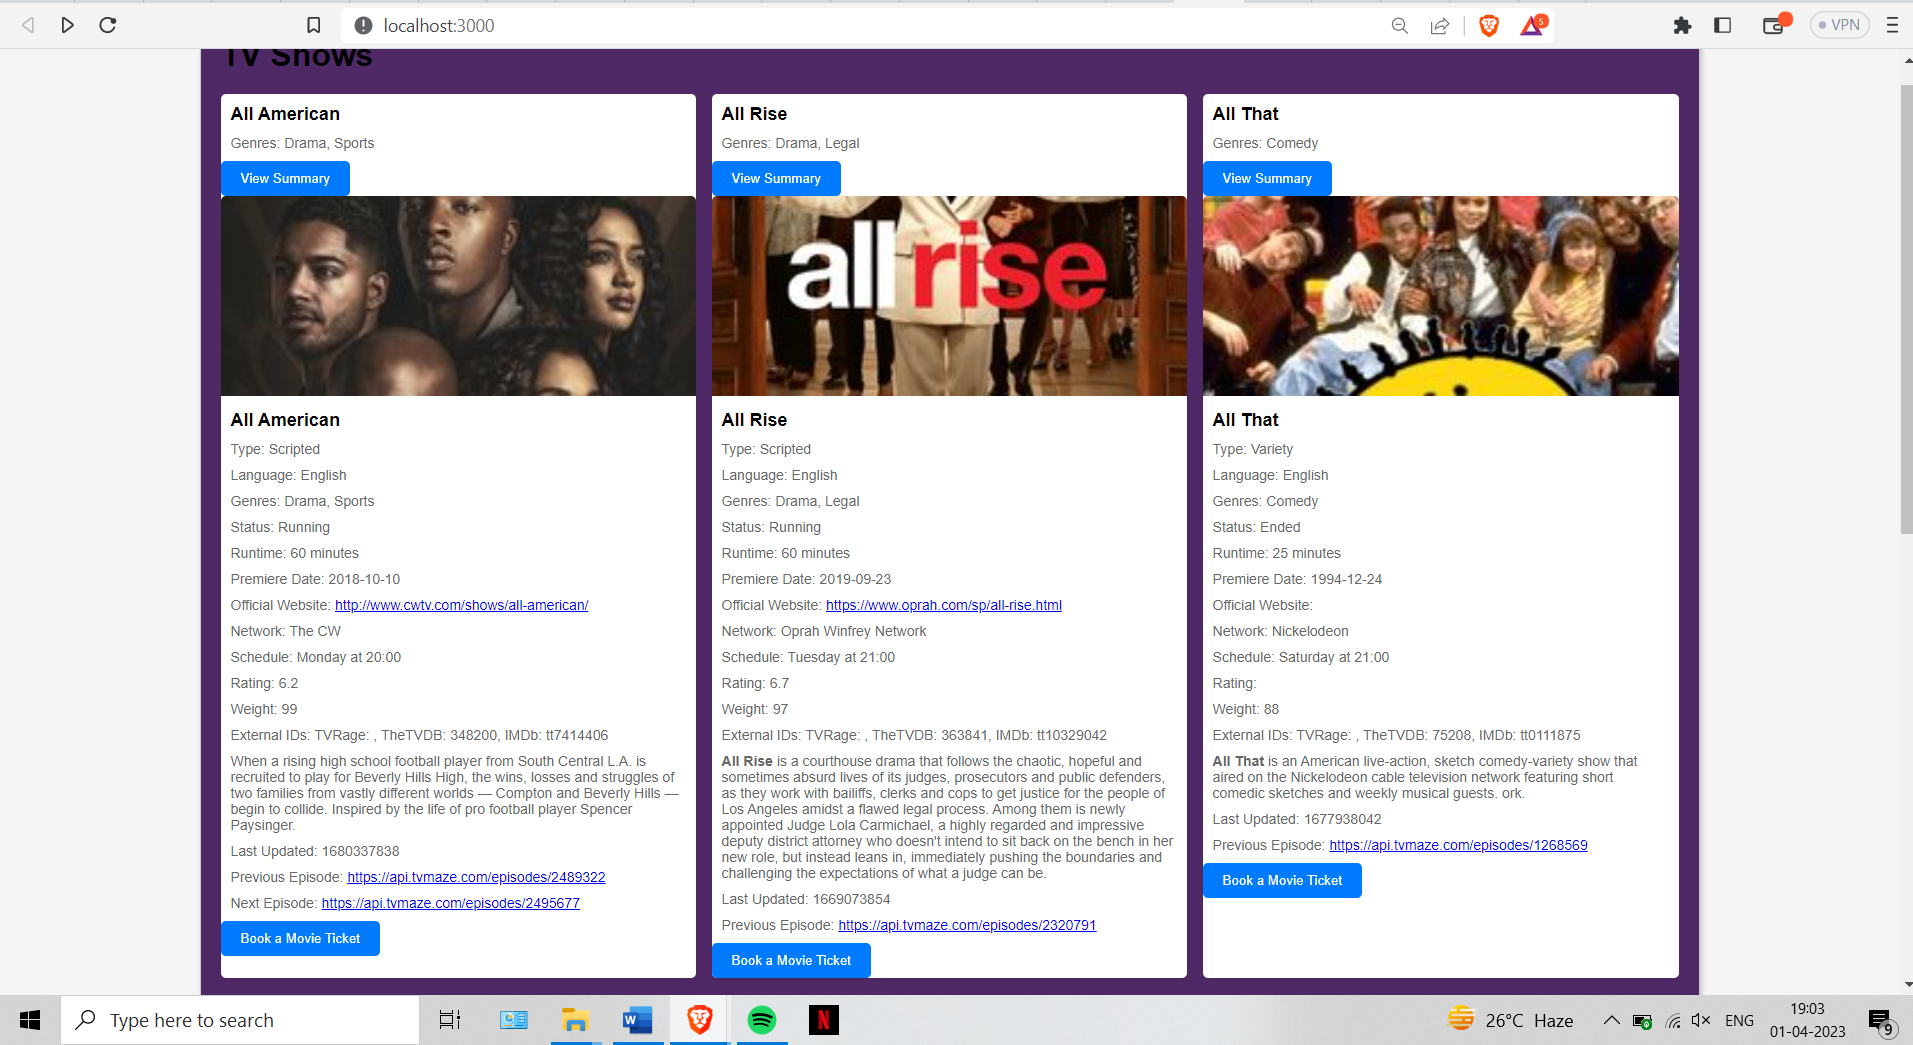 localhost:3000
5
VPN
TV Shows
All American
Genres: Drama, Sports
View Summary
All American
Type: Scripted
Language: English
Genres: Drama, Sports
Status: Running
Runtime: 60 minutes
Premiere Date: 2018-10-10
Official Website: http://www.cwtv.com/shows/all-american/
Network: The CW
Schedule: Monday at 20:00
Rating: 6.2
Weight: 99
External IDs: TVRage: , TheTVDB: 348200, IMDb: tt7414406
When a rising high school football player from South Central L.A. is
recruited to play for Beverly Hills High, the wins, losses and struggles of
two families from vastly different worlds — Compton and Beverly Hills —
begin to collide. Inspired by the life of pro football player Spencer
Paysinger.
Last Updated: 1680337838
Previous Episode: https://api.tvmaze.com/episodes/2489322
Next Episode: https://api.tvmaze.com/episodes/2495677
Book a Movie Ticket
All Rise
Genres: Drama, Legal
View Summary
allrise
All Rise
Type: Scripted
Language: English
Genres: Drama, Legal
Status: Running
Runtime: 60 minutes
Premiere Date: 2019-09-23
Official Website: https://www.oprah.com/sp/all-rise.html
Network: Oprah Winfrey Network
Schedule: Tuesday at 21:00
Rating: 6.7
Weight: 97
External IDs: TVRage: , TheTVDB: 363841, IMDb: tt10329042
All Rise is a courthouse drama that follows the chaotic, hopeful and
sometimes absurd lives of its judges, prosecutors and public defenders,
as they work with bailiffs, clerks and cops to get justice for the people of
Los Angeles amidst a flawed legal process. Among them is newly
appointed Judge Lola Carmichael, a highly regarded and impressive
deputy district attorney who doesn't intend to sit back on the bench in her
new role, but instead leans in, immediately pushing the boundaries and
challenging the expectations of what a judge can be.
Last Updated: 1669073854
Previous Episode: https://api.tvmaze.com/episodes/2320791
Book a Movie Ticket
All That
Genres: Comedy
View Summary
All That
Type: Variety
Language: English
Genres: Comedy
Status: Ended
Runtime: 25 minutes
Premiere Date: 1994-12-24
Official Website:
Network: Nickelodeon
Schedule: Saturday at 21:00
Rating:
Weight: 88
External IDs: TVRage: , TheTVDB: 75208, IMDb: tt0111875
All That is an American live-action, sketch comedy-variety show that
aired on the Nickelodeon cable television network featuring short
comedic sketches and weekly musical guests. ork.
Last Updated: 1677938042
Previous Episode: https://api.tvmaze.com/episodes/1268569
Book a Movie Ticket
Type here to search
W
N
26°C Haze
ENG
19:03
01-04-2023
9